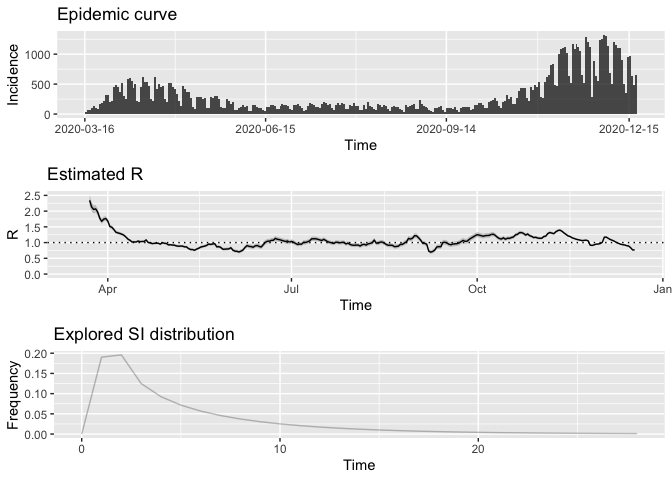 Epidemic curve
Incidence
1000
500
0
2020-03-16 2020-06-15 2020-09-14 2020-12-15
Time
Estimated R
R
2.5
2.0
1.5
1.0
0.5
0.0
Apr Jul Oct Jan
Time
Explored SI distribution
Frequency
0.20
0.15
0.10
0.05
0.00
0 10 20
Time